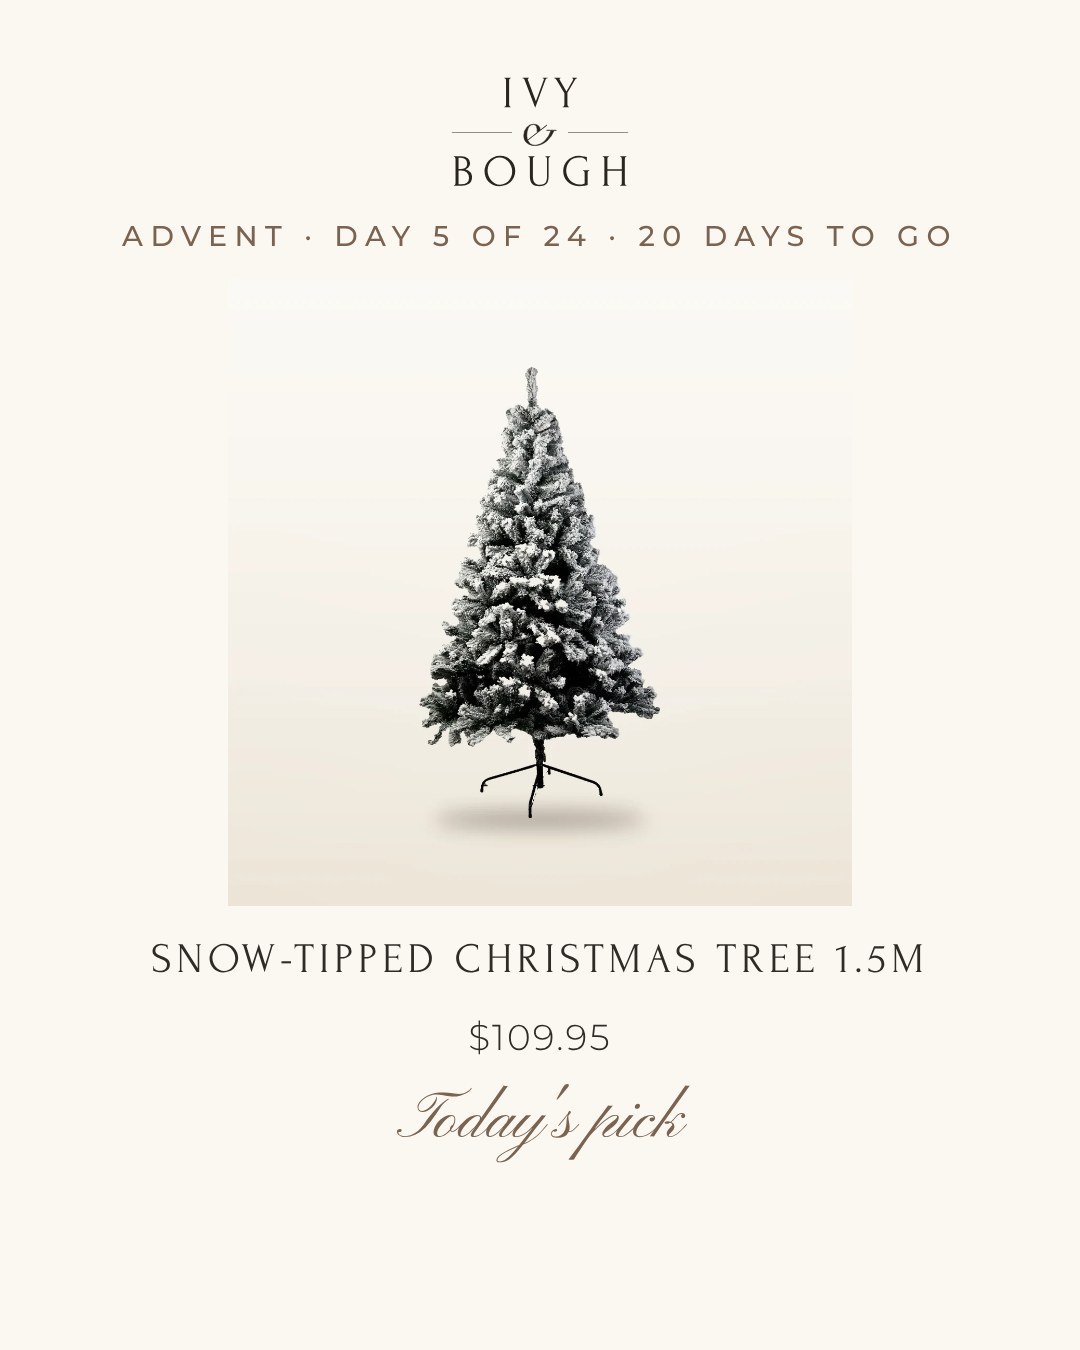 IVY
&
BOUGH
ADVENT · DAY 5 OF 24 · 20 DAYS TO GO
SNOW-TIPPED CHRISTMAS TREE 1.5M
$109.95
Today's pick